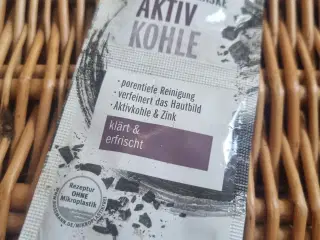 AKTIV
KOHLE
· porentiefe Reinigung
· verfeinert das Hautbild
· Aktivkohle & Zink
klärt &
erfrischt
Rezeptur
OHNE
Mikroplastik